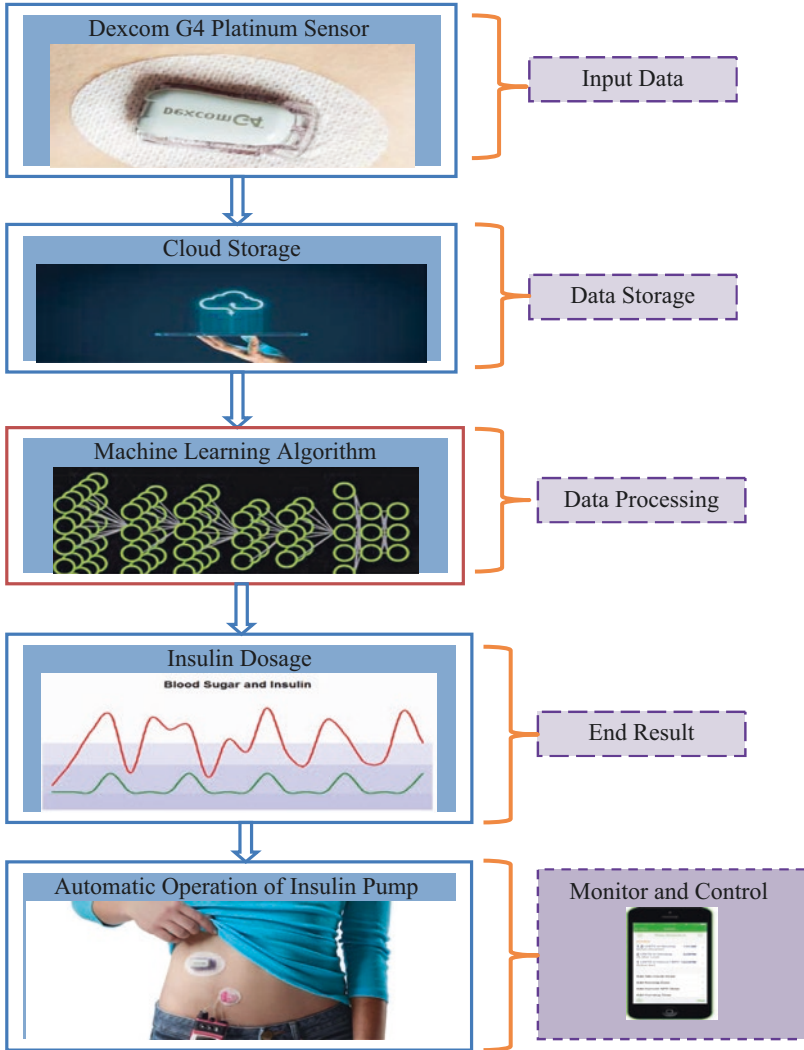 Dexcom G4 Platinum Sensor
DexcomG4
Input Data
Cloud Storage
Data Storage
Machine Learning Algorithm
Data Processing
Insulin Dosage
Blood Sugar and Insulin
End Result
Automatic Operation of Insulin Pump
Monitor and Control